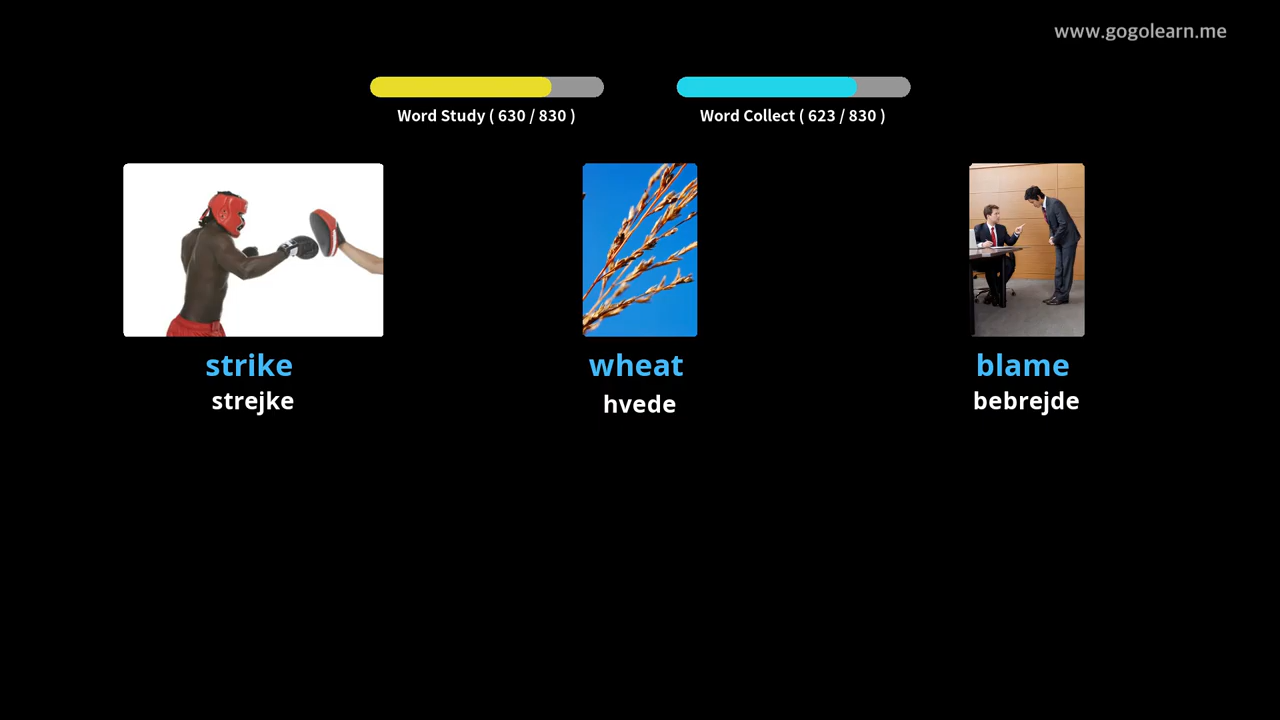 www.gogolearn.me
Word Study ( 630 / 830 )
Word Collect ( 623 / 830 )
strike
wheat
blame
strejke
hvede
bebrejde